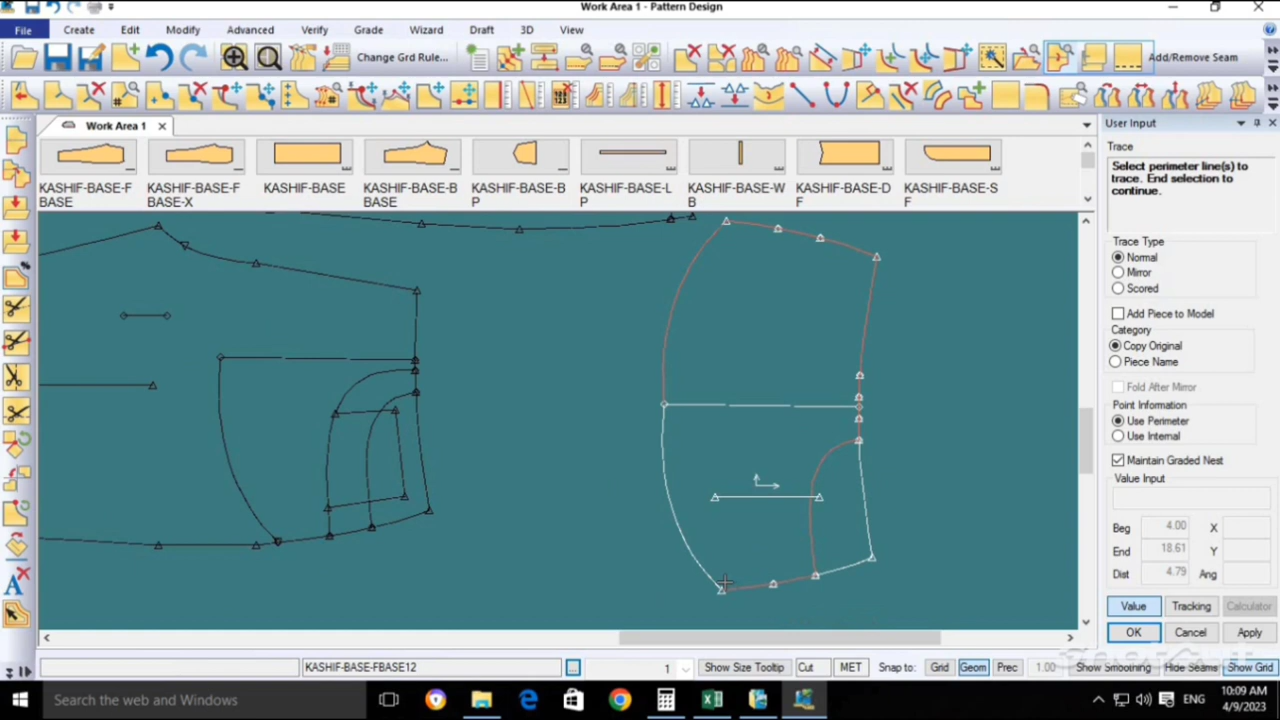 Work Area 1 - Pattern Design
File Create Edit Modify Advanced Verify Grade Wizard Draft 3D View
Change Grd Rule...
Add/Remove Seam
Work Area 1
User Input
KASHIF-BASE-F
BASE
KASHIF-BASE-F
BASE-X
KASHIF-BASE
KASHIF-BASE-B
BASE
KASHIF-BASE-B
P
KASHIF-BASE-L
P
KASHIF-BASE-W
B
KASHIF-BASE-D
F
KASHIF-BASE-S
F
Trace
Select perimeter line(s) to
trace. End selection to
continue.
Trace Type
Normal
Mirror
Scored
Add Piece to Model
Category
Copy Original
Piece Name
Fold After Mirror
Point Information
Use Perimeter
Use Internal
Maintain Graded Nest
Value Input
Beg 4.00 X
End 18.61 Y
Dist 4.79 Ang
Value Tracking Calculator
OK Cancel Apply
KASHIF-BASE-FBASE12
... 1 Show Size Tooltip Cut MET Snap to: Grid Geom Prec 1.00 Show Smoothing Hide Seams Show Grid
Search the web and Windows
ENG
10:09 AM
4/9/2023